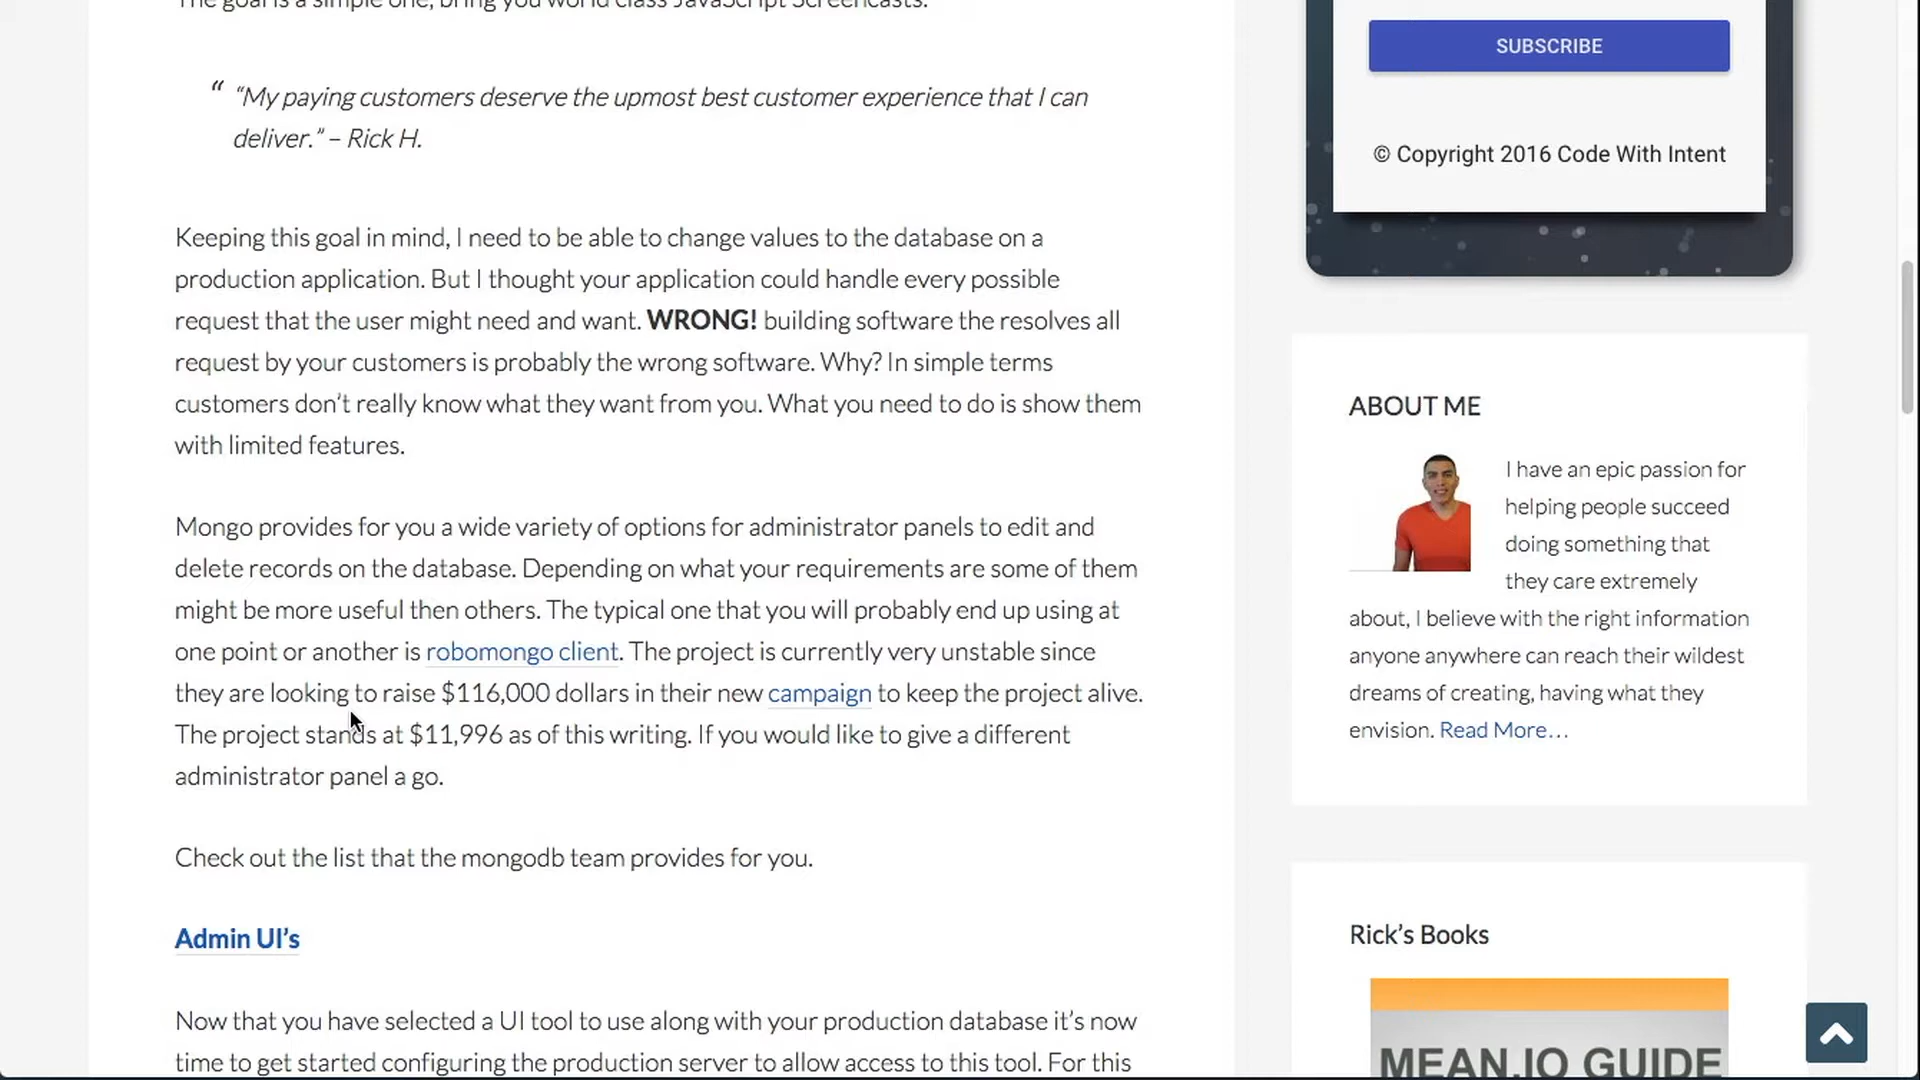 The goal is a simple one, bring you world class JavaScript Screencasts.
“ “My paying customers deserve the upmost best customer experience that I can
deliver.” – Rick H.
Keeping this goal in mind, I need to be able to change values to the database on a
production application. But I thought your application could handle every possible
request that the user might need and want. WRONG! building software the resolves all
request by your customers is probably the wrong software. Why? In simple terms
customers don’t really know what they want from you. What you need to do is show them
with limited features.
Mongo provides for you a wide variety of options for administrator panels to edit and
delete records on the database. Depending on what your requirements are some of them
might be more useful then others. The typical one that you will probably end up using at
one point or another is robomongo client. The project is currently very unstable since
they are looking to raise $116,000 dollars in their new campaign to keep the project alive.
The project stands at $11,996 as of this writing. If you would like to give a different
administrator panel a go.
Check out the list that the mongodb team provides for you.
Admin UI’s
Now that you have selected a UI tool to use along with your production database it’s now
time to get started configuring the production server to allow access to this tool. For this
SUBSCRIBE
© Copyright 2016 Code With Intent
ABOUT ME
I have an epic passion for
helping people succeed
doing something that
they care extremely
about, I believe with the right information
anyone anywhere can reach their wildest
dreams of creating, having what they
envision. Read More…
Rick’s Books
MEAN.IO GUIDE